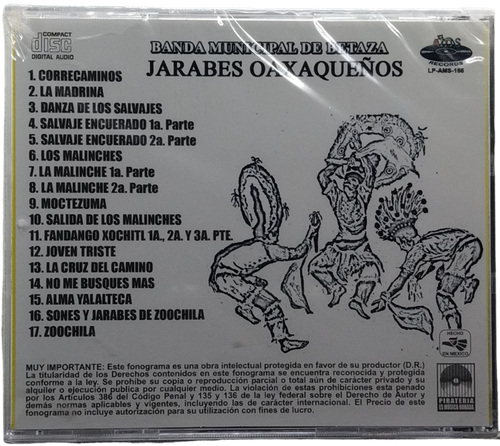 COMPACT
disc
DIGITAL AUDIO
BANDA MUNICIPAL DE BETAZA
JARABES OAXAQUEÑOS
RECORDS
LP-AMS-166
1. CORRECAMINOS
2. LA MADRINA
3. DANZA DE LOS SALVAJES
4. SALVAJE ENCUERADO 1a. Parte
5. SALVAJE ENCUERADO 2a. Parte
6. LOS MALINCHES
7. LA MALINCHE 1a. Parte
8. LA MALINCHE 2a. Parte
9. MOCTEZUMA
10. SALIDA DE LOS MALINCHES
11. FANDANGO XOCHITL 1A., 2A. Y 3A. PTE.
12. JOVEN TRISTE
13. LA CRUZ DEL CAMINO
14. NO ME BUSQUES MAS
15. ALMA YALALTECA
16. SONES Y JARABES DE ZOOCHILA
17. ZOOCHILA
HECHO
EN MEXICO
MUY IMPORTANTE: Este fonograma es una obra intelectual protegida en favor de su productor (D.R.)
La titularidad de los Derechos contenidos en este fonograma se encuentra reconocida y protegida
conforme a la ley. Se prohibe su copia o reproducción parcial o total aún de carácter privado y su
alquiler o ejecución publica por cualquier medio. La violación de estas prohibiciones esta penado
por los Artículos 386 del Código Penal y 135 y 136 de la ley federal sobre el Derecho de Autor y
demás normas aplicables y vigentes, incluyendo las de carácter internacional. El Precio de este
Fonograma no incluye autorización para su utilización con fines de lucro.
PIRATERIA